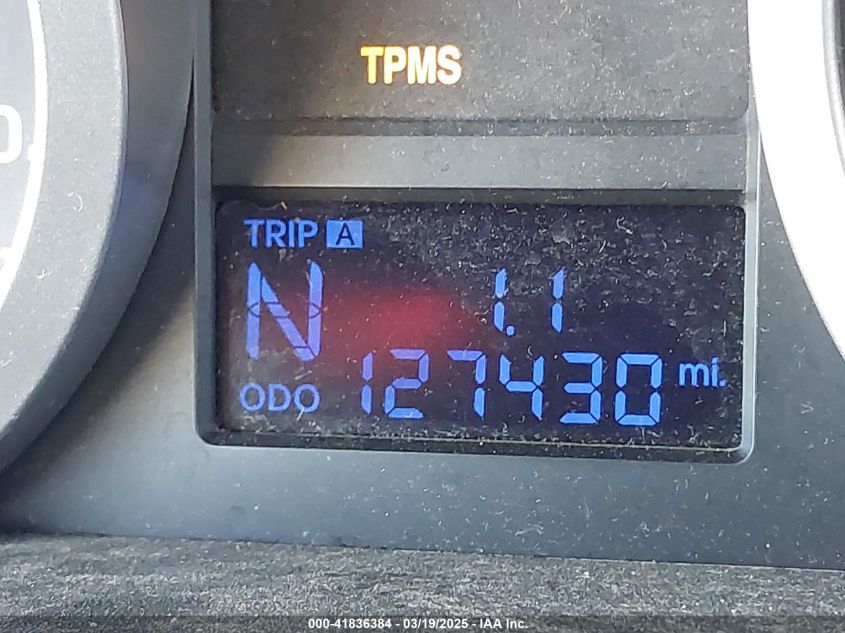 TPMS
TRIP A
N 1.1
ODO 127430 mi.
000-41836384 - 03/19/2025 - IAA Inc.